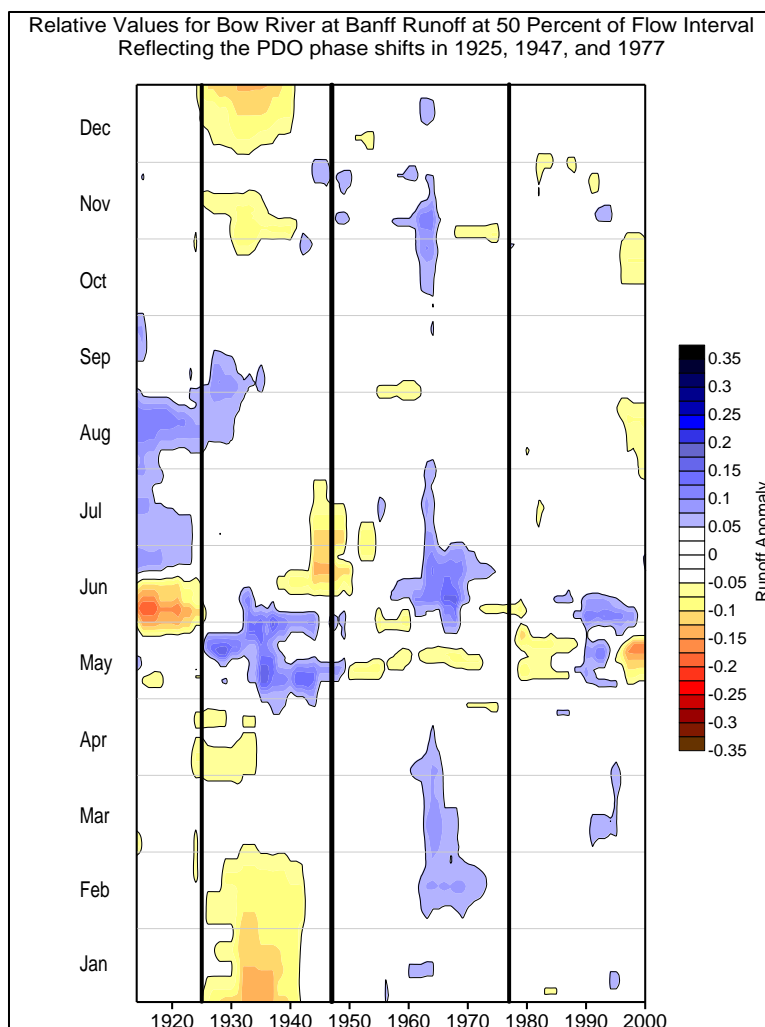 Relative Values for Bow River at Banff Runoff at 50 Percent of Flow Interval
Reflecting the PDO phase shifts in 1925, 1947, and 1977
Dec
Nov
Oct
Sep
Aug
Jul
Jun
May
Apr
Mar
Feb
Jan
1920 1930 1940 1950 1960 1970 1980 1990 2000
0.35
0.3
0.25
0.2
0.15
0.1
0.05
0
-0.05
-0.1
-0.15
-0.2
-0.25
-0.3
-0.35
Runoff Anomaly